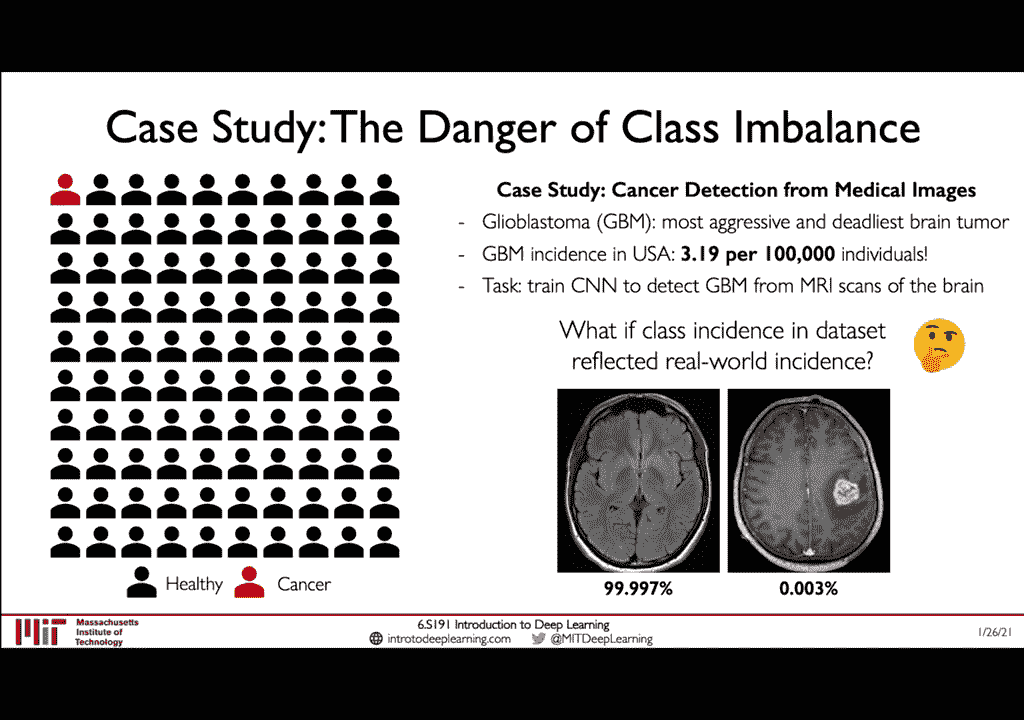 Case Study: The Danger of Class Imbalance
Healthy
Cancer
Case Study: Cancer Detection from Medical Images
- Glioblastoma (GBM): most aggressive and deadliest brain tumor
- GBM incidence in USA: 3.19 per 100,000 individuals!
- Task: train CNN to detect GBM from MRI scans of the brain
What if class incidence in dataset
reflected real-world incidence?
99.997%
0.003%
MIT
Massachusetts
Institute of
Technology
6.S191 Introduction to Deep Learning
introtodeeplearning.com
@MITDeepLearning
1/26/21